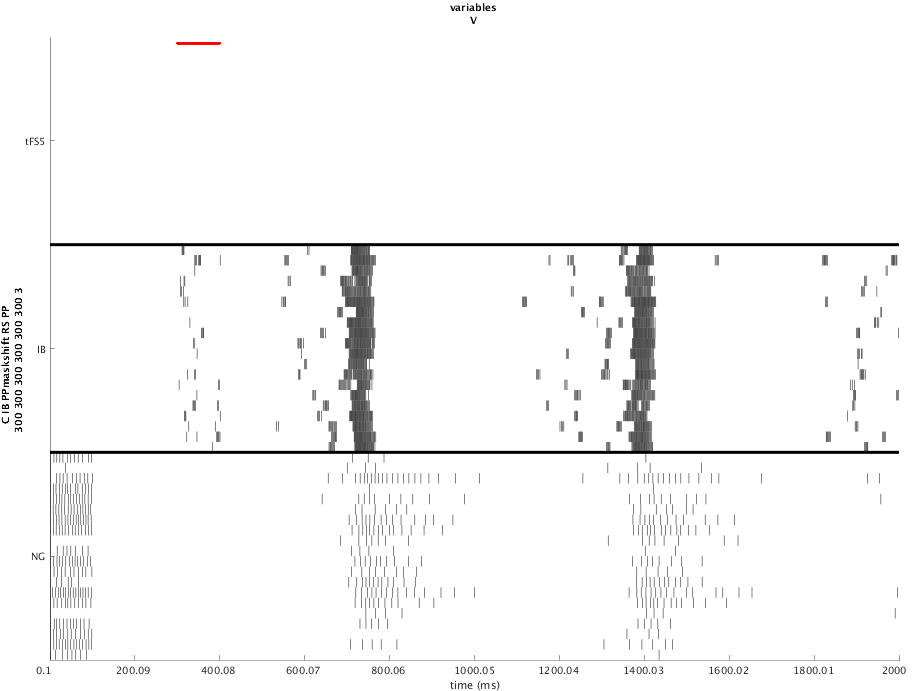 variables
V
tFS5
C IB PPmaskshift RS PP
300 300 300 300 300 300 3
IB
NG
0.1 200.09 400.08 600.07 800.06 1000.05 1200.04 1400.03 1600.02 1800.01 2000
time (ms)